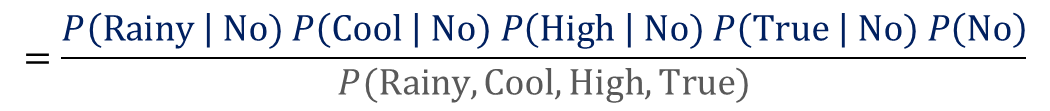 P(Rainy | No) P(Cool | No) P(High | No) P(True | No) P(No)
=
P(Rainy, Cool, High, True)